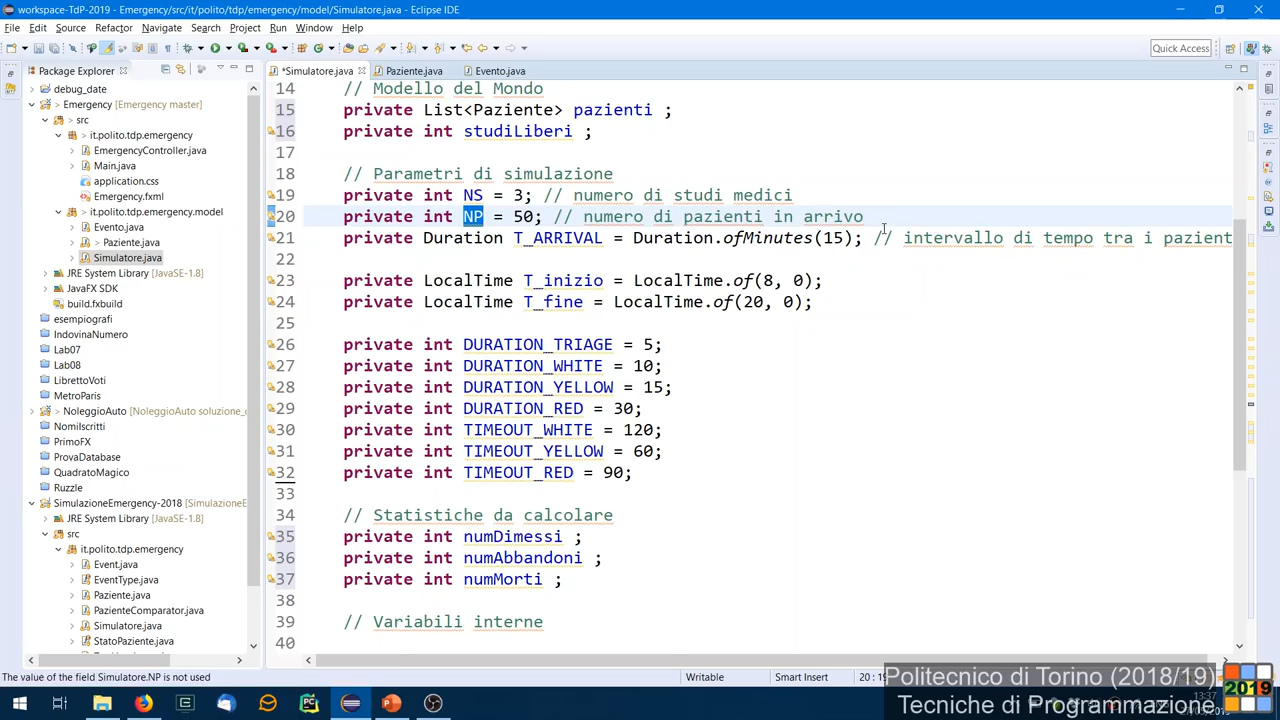 workspace-TdP-2019 - Emergency/src/it/polito/tdp/emergency/model/Simulatore.java - Eclipse IDE
File Edit Source Refactor Navigate Search Project Run Window Help
Quick Access
Package Explorer
*Simulatore.java
Paziente.java
Evento.java
debug_date
Emergency [Emergency master]
src
it.polito.tdp.emergency
EmergencyController.java
Main.java
application.css
Emergency.fxml
it.polito.tdp.emergency.model
Evento.java
Paziente.java
Simulatore.java
JRE System Library [JavaSE-1.8]
JavaFX SDK
build.fxbuild
esempiografi
IndovinaNumero
Lab07
Lab08
LibrettoVoti
MetroParis
NoleggioAuto [NoleggioAuto soluzione_
NomiIscritti
PrimoFX
ProvaDatabase
QuadratoMagico
Ruzzle
SimulazioneEmergency-2018 [SimulazioneE
JRE System Library [JavaSE-1.8]
src
it.polito.tdp.emergency
Event.java
EventType.java
Paziente.java
PazienteComparator.java
Simulatore.java
StatoPaziente.java
14 // Modello del Mondo
15 private List<Paziente> pazienti ;
16 private int studiLiberi ;
17
18 // Parametri di simulazione
19 private int NS = 3; // numero di studi medici
20 private int NP = 50; // numero di pazienti in arrivo
21 private Duration T_ARRIVAL = Duration.ofMinutes(15); // intervallo di tempo tra i pazient
22
23 private LocalTime T_inizio = LocalTime.of(8, 0);
24 private LocalTime T_fine = LocalTime.of(20, 0);
25
26 private int DURATION_TRIAGE = 5;
27 private int DURATION_WHITE = 10;
28 private int DURATION_YELLOW = 15;
29 private int DURATION_RED = 30;
30 private int TIMEOUT_WHITE = 120;
31 private int TIMEOUT_YELLOW = 60;
32 private int TIMEOUT_RED = 90;
33
34 // Statistiche da calcolare
35 private int numDimessi ;
36 private int numAbbandoni ;
37 private int numMorti ;
38
39 // Variabili interne
40
The value of the field Simulatore.NP is not used
Writable
Smart Insert
20 : 19
Politecnico di Torino (2018/19)
Tecniche di Programmazione
2019
13:37